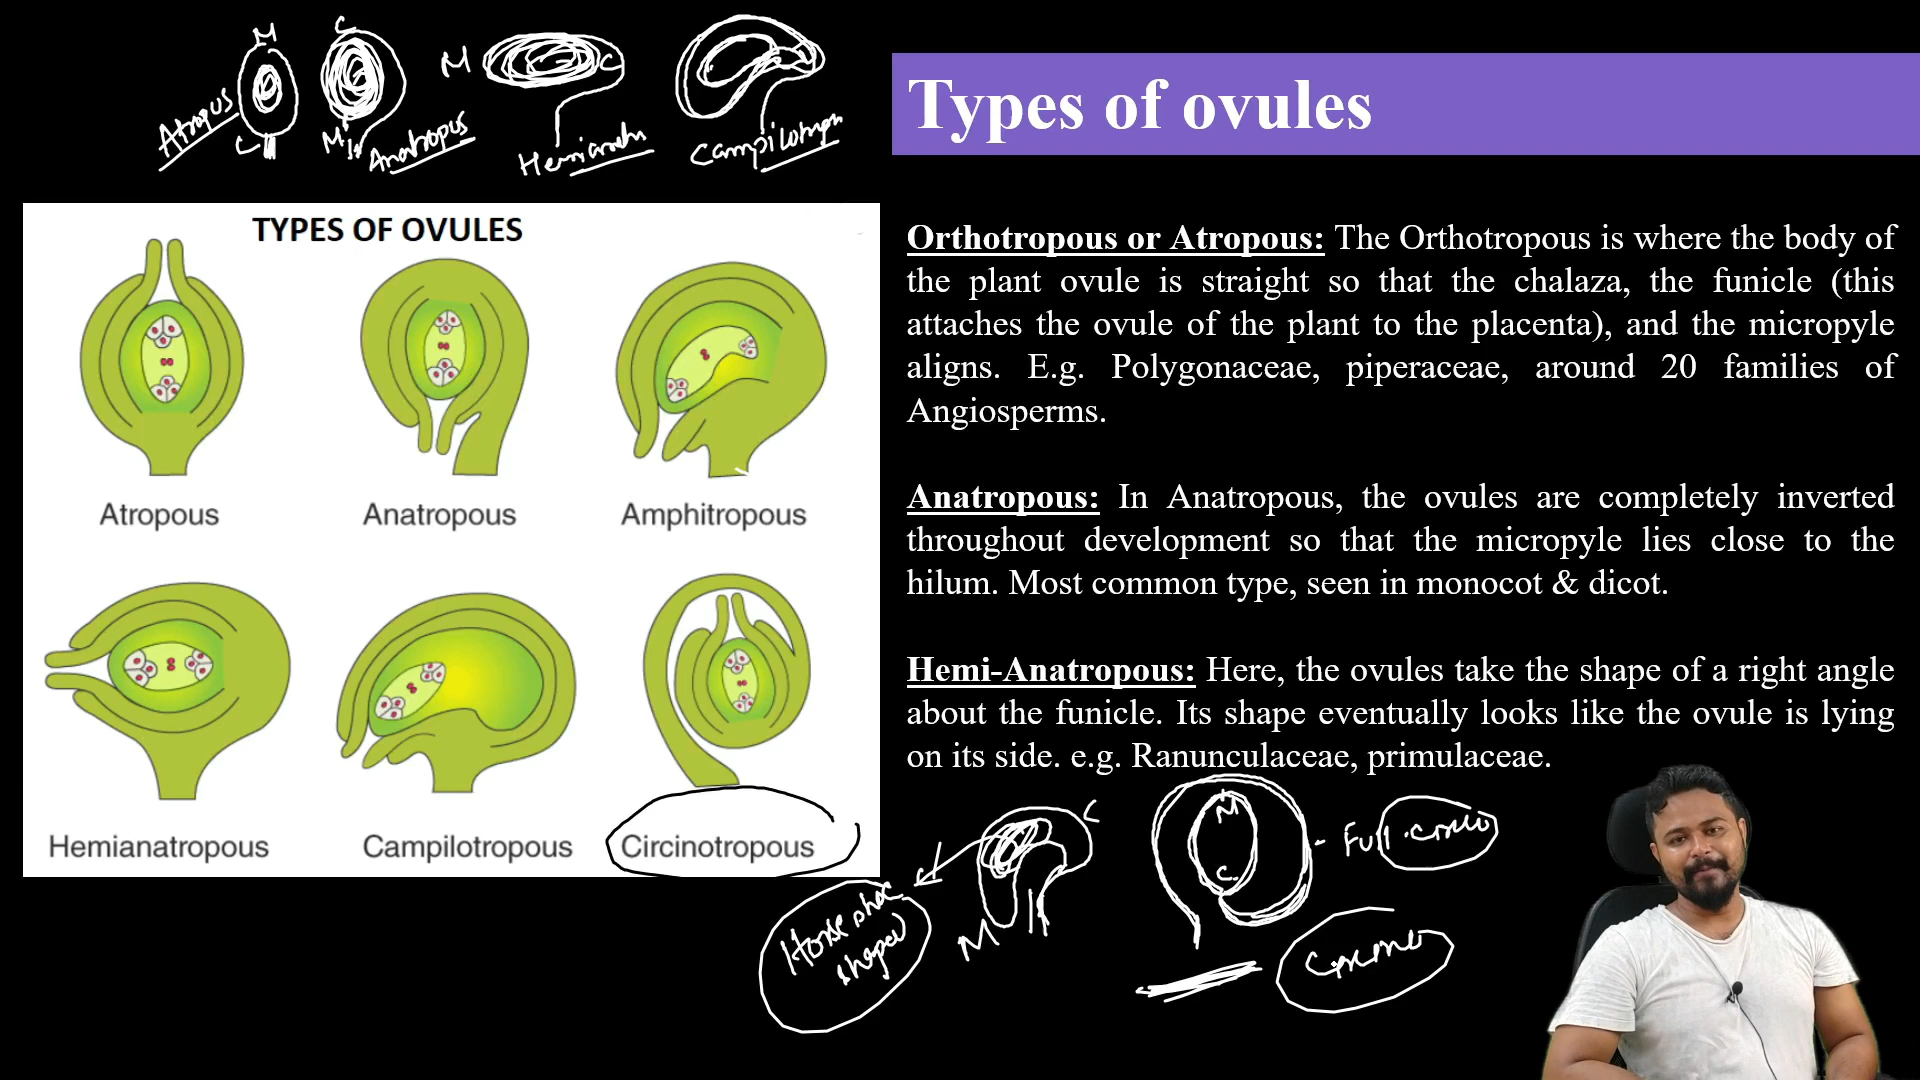 M
C
M
C
Atropus
C
M
Anatropus
Types of ovules
TYPES OF OVULES
Atropous
Anatropous
Amphitropous
Hemianatropous
Campilotropous
Circinotropous
Orthotropous or Atropous: The Orthotropous is where the body of
the plant ovule is straight so that the chalaza, the funicle (this
attaches the ovule of the plant to the placenta), and the micropyle
aligns. E.g. Polygonaceae, piperaceae, around 20 families of
Angiosperms.
Anatropous: In Anatropous, the ovules are completely inverted
throughout development so that the micropyle lies close to the
hilum. Most common type, seen in monocot & dicot.
Hemi-Anatropous: Here, the ovules take the shape of a right angle
about the funicle. Its shape eventually looks like the ovule is lying
on its side. e.g. Ranunculaceae, primulaceae.
C
M
M
C
Full
Horse shoe
shaped